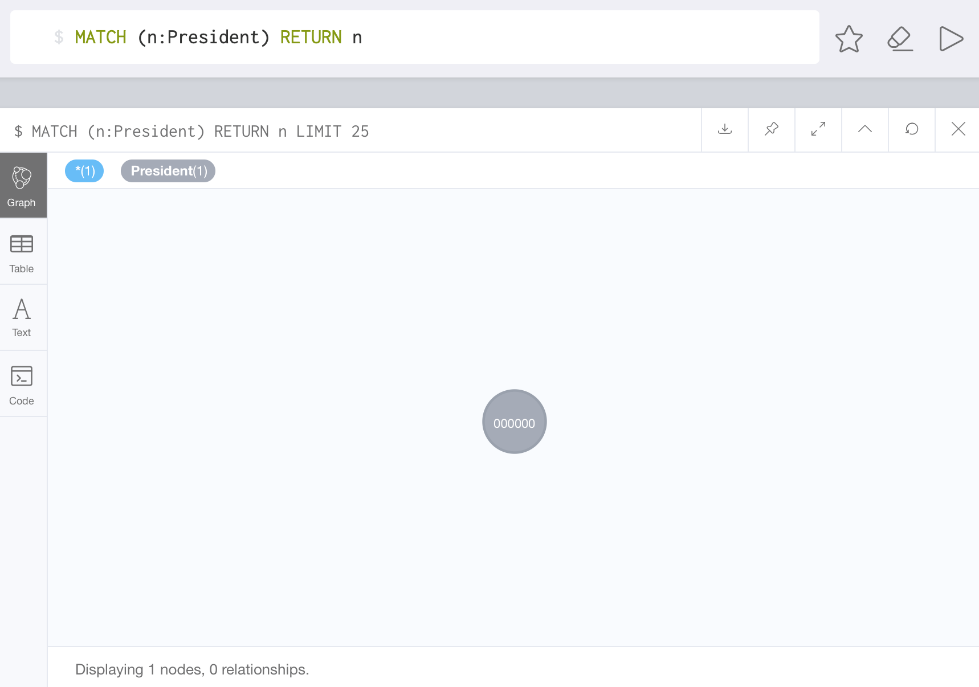 $ MATCH (n:President) RETURN n
$ MATCH (n:President) RETURN n LIMIT 25
*(1) President(1)
Graph
Table
A
Text
>_
Code
000000
Displaying 1 nodes, 0 relationships.